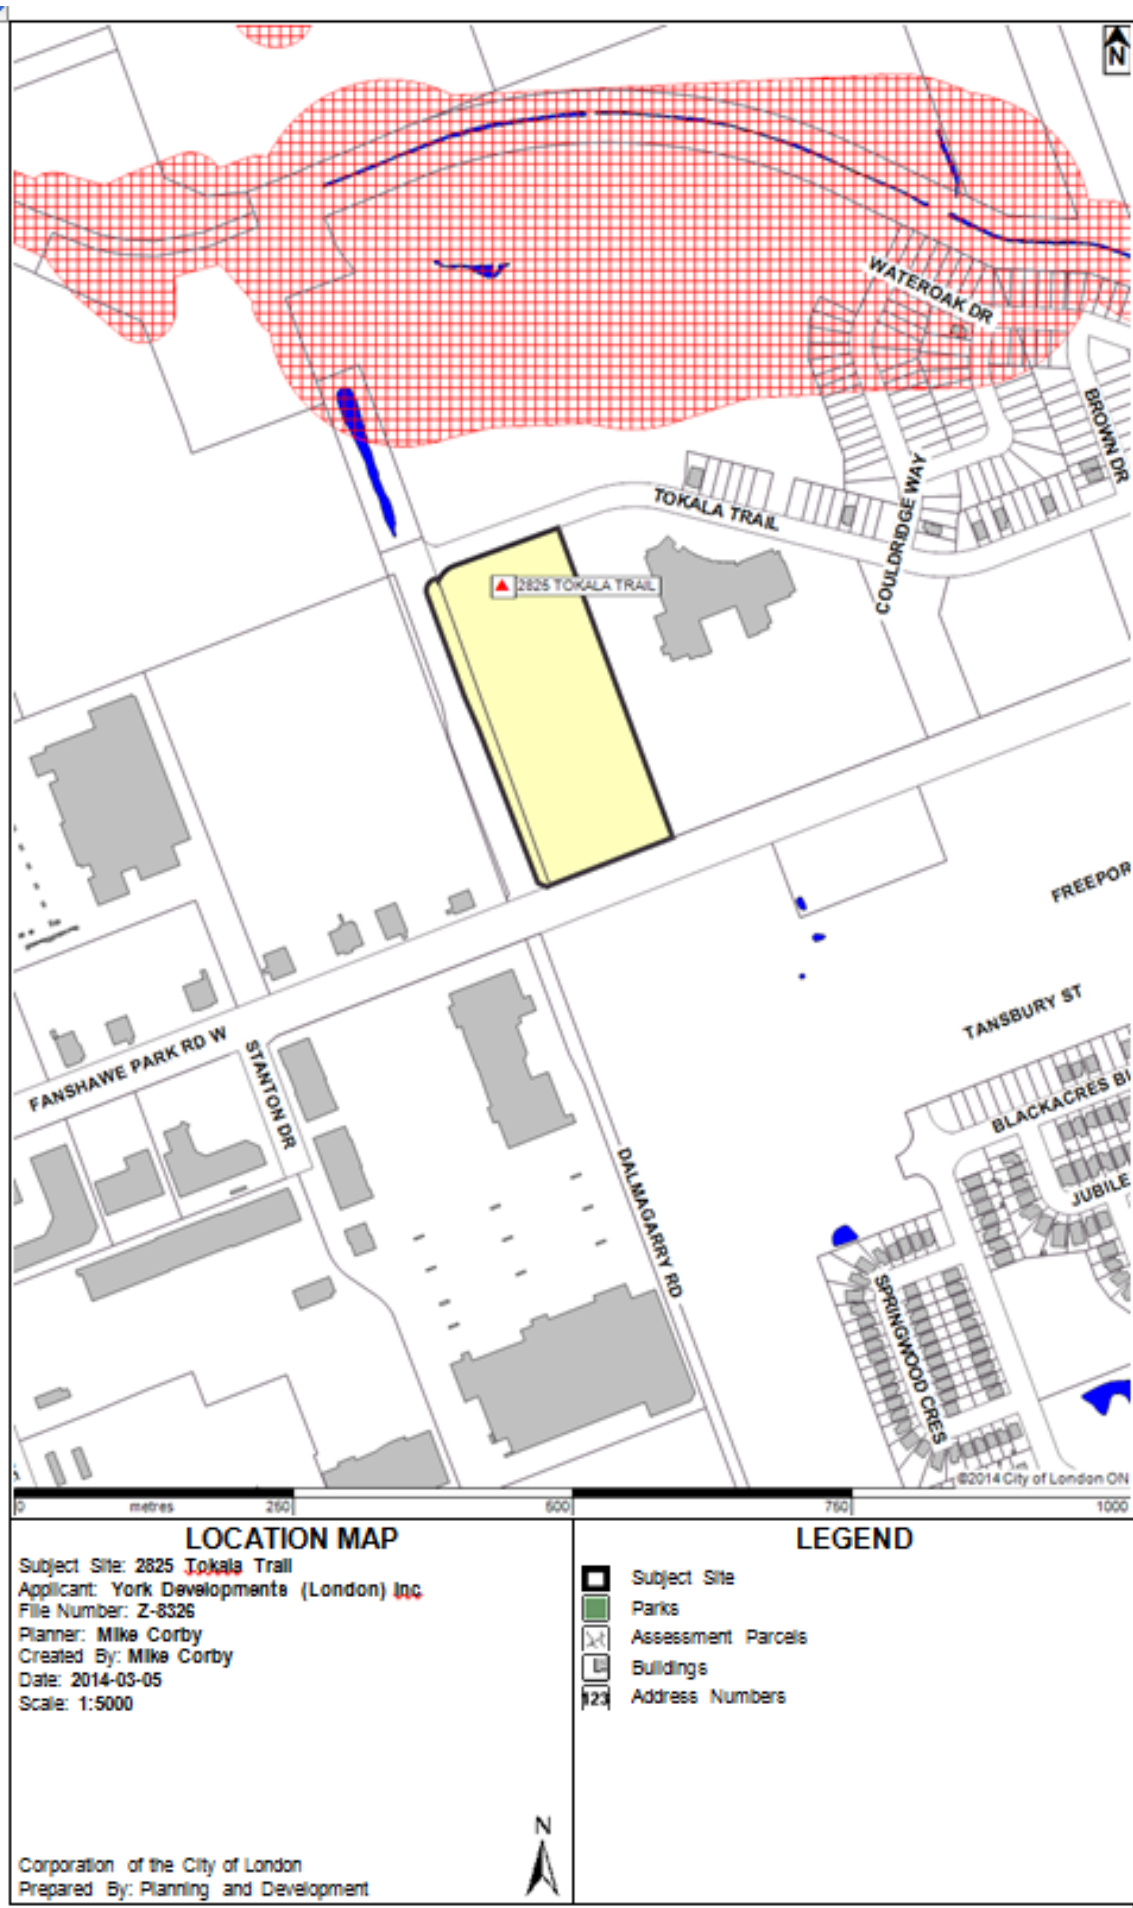 N
WATEROAK DR
BROWN DR
TOKALA TRAIL
COULDRIDGE WAY
2825 TOKALA TRAIL
FREEPOR
TANSBURY ST
FANSHAWE PARK RD W
STANTON DR
BLACKACRES BL
JUBILE
DALMAGARRY RD
SPRINGWOOD CRES
©2014 City of London ON
0 metres 250 500 750 1000
LOCATION MAP
Subject Site: 2825 Tokala Trail
Applicant: York Developments (London) Inc
File Number: Z-8326
Planner: Mike Corby
Created By: Mike Corby
Date: 2014-03-05
Scale: 1:5000
N
Corporation of the City of London
Prepared By: Planning and Development
LEGEND
Subject Site
Parks
Assessment Parcels
Buildings
123 Address Numbers